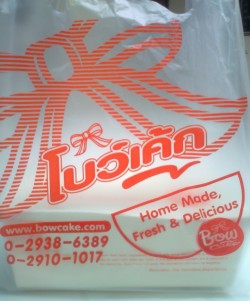 โบว์เค้ก
www.bowcake.com
0-2938-6389
0~2910-1017
Home Made,
Fresh & Delicious
Bow